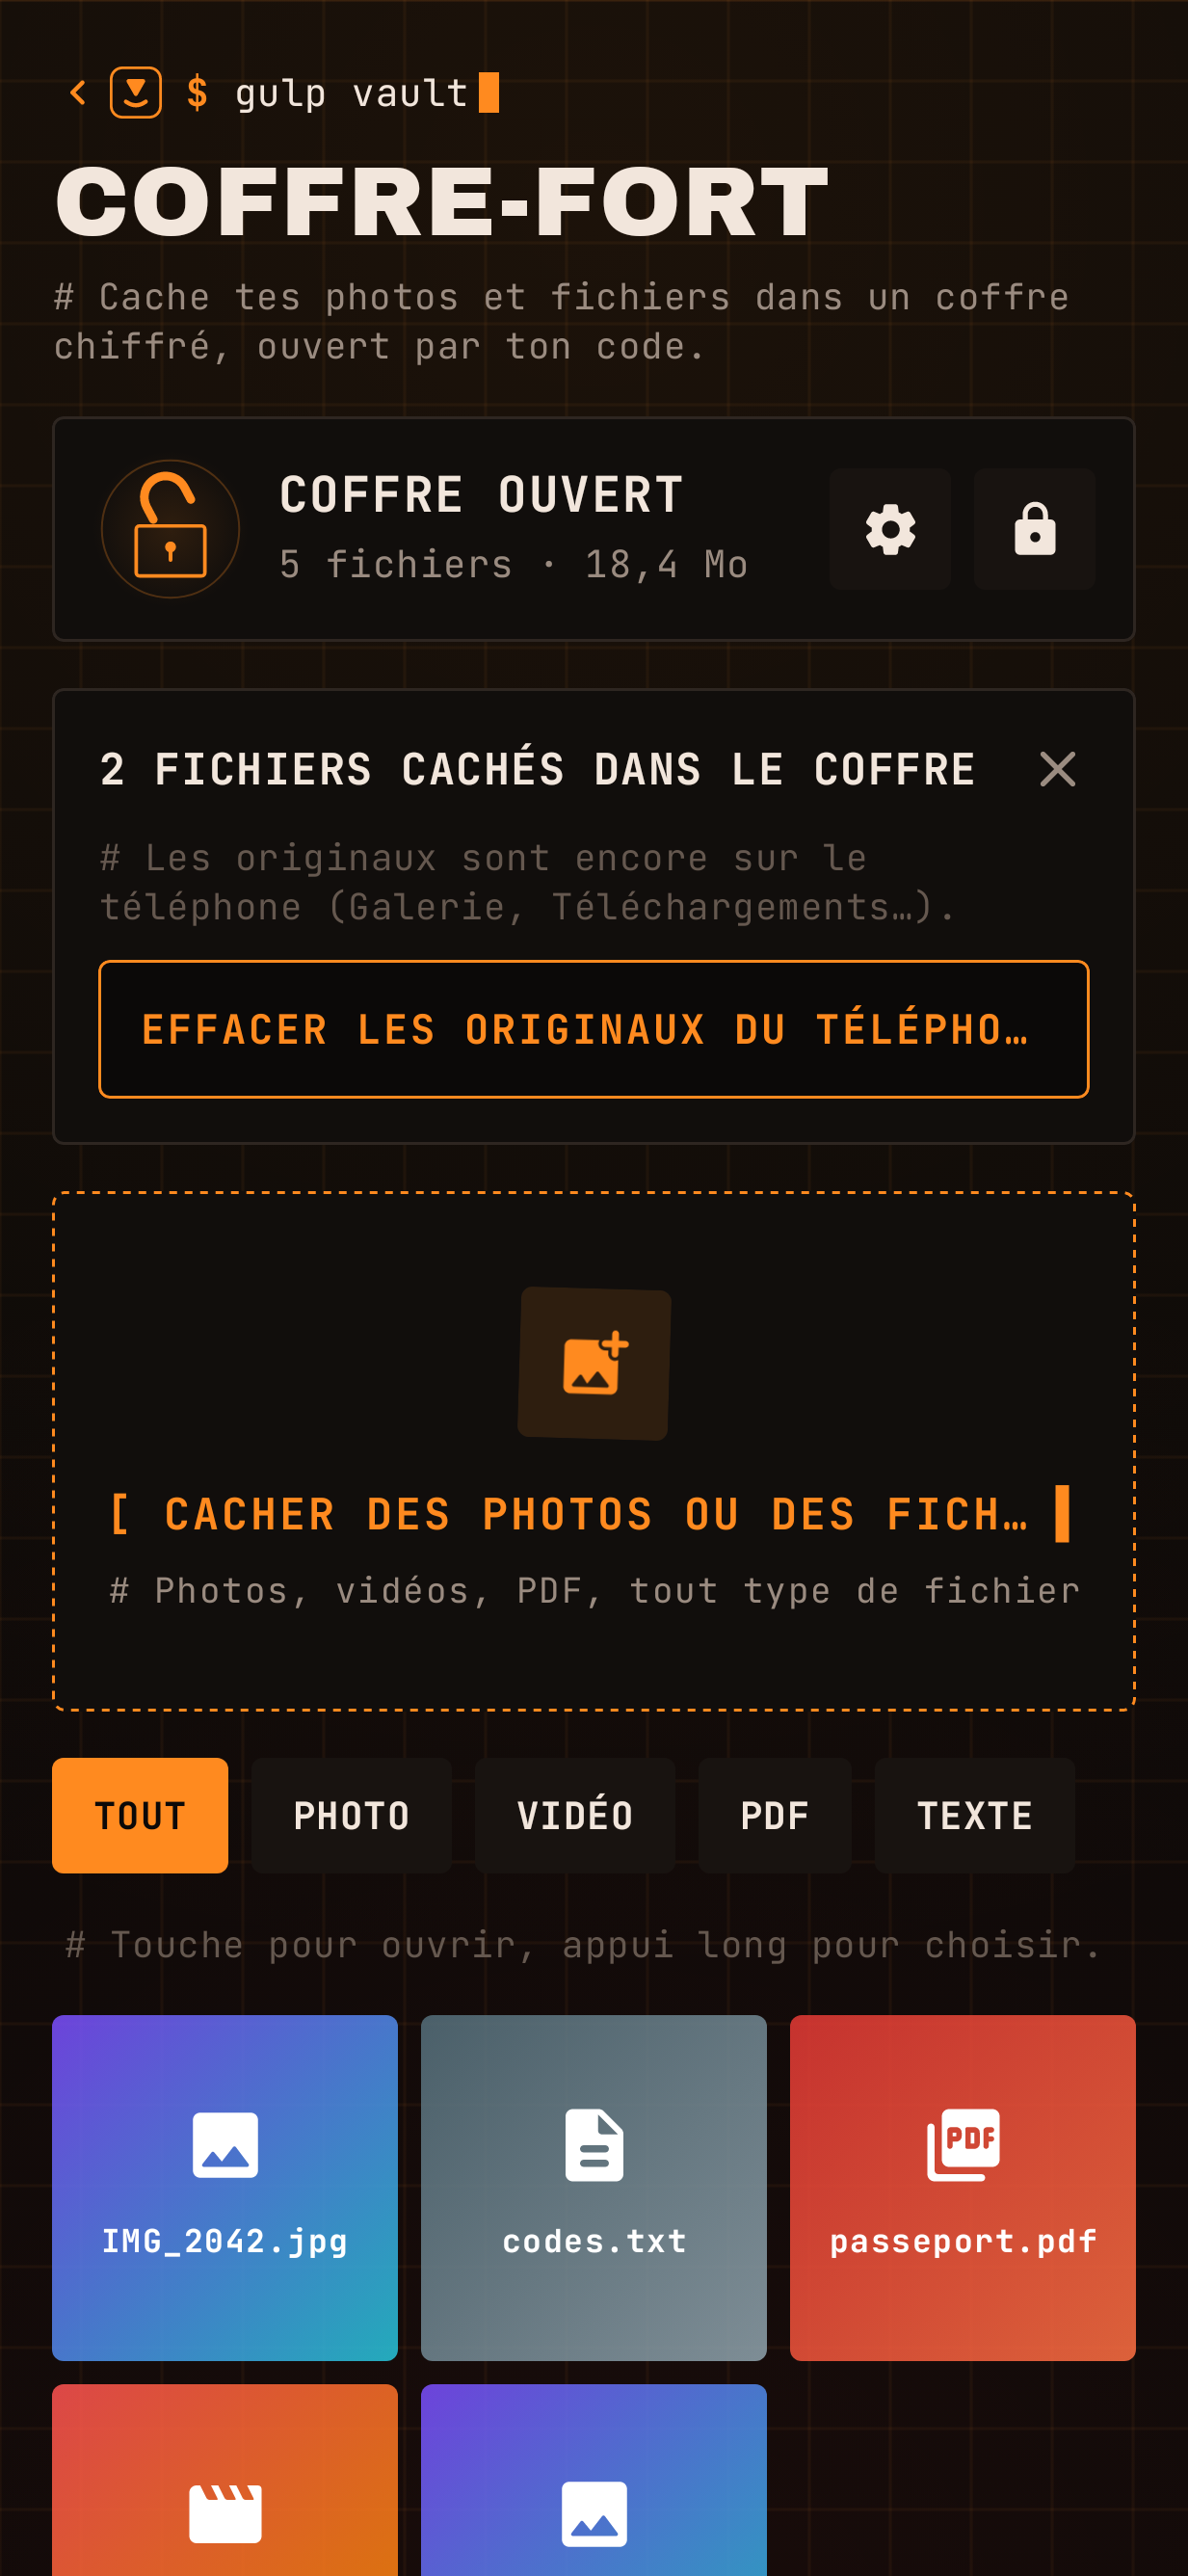 $ gulp vault
COFFRE-FORT
# Cache tes photos et fichiers dans un coffre
chiffré, ouvert par ton code.
COFFRE OUVERT
5 fichiers · 18,4 Mo
2 FICHIERS CACHÉS DANS LE COFFRE
# Les originaux sont encore sur le
téléphone (Galerie, Téléchargements…).
EFFACER LES ORIGINAUX DU TÉLÉPHO…
[ CACHER DES PHOTOS OU DES FICH…
# Photos, vidéos, PDF, tout type de fichier
TOUT PHOTO VIDÉO PDF TEXTE
# Touche pour ouvrir, appui long pour choisir.
PDF
IMG_2042.jpg codes.txt passeport.pdf